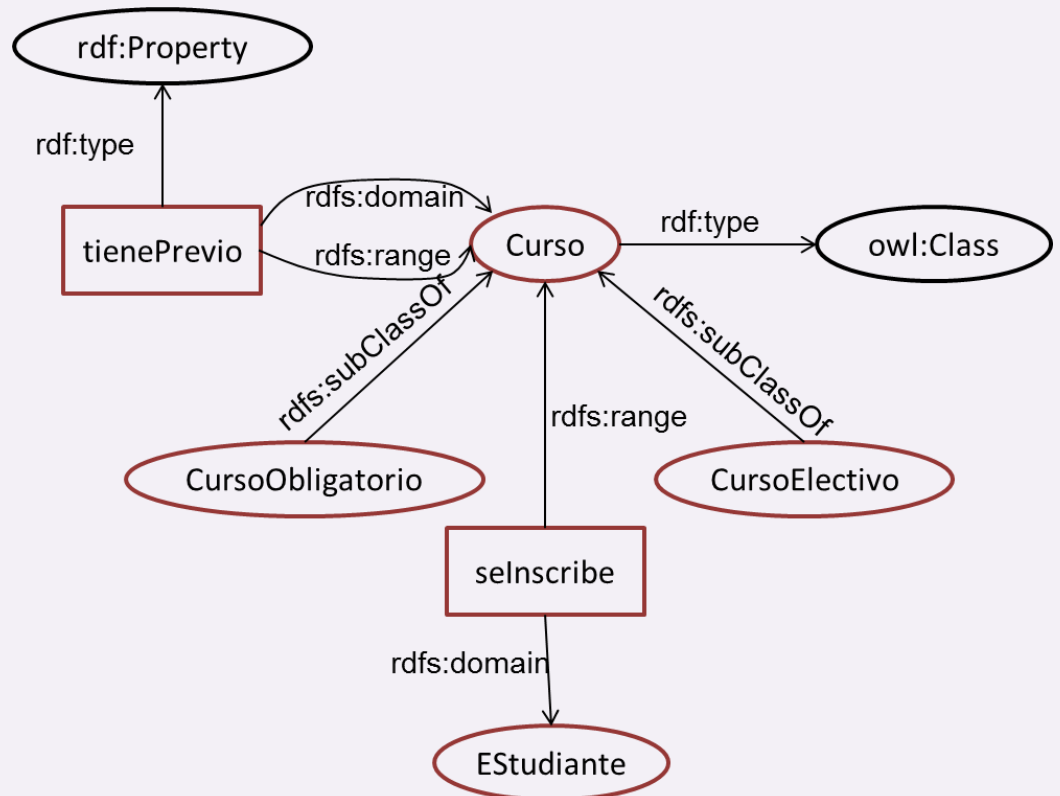 rdf:Property
rdf:type
rdfs:domain
tienePrevio
rdfs:range
Curso
rdf:type
owl:Class
rdfs:subClassOf
rdfs:subClassOf
rdfs:range
CursoObligatorio
CursoElectivo
seInscribe
rdfs:domain
EStudiante